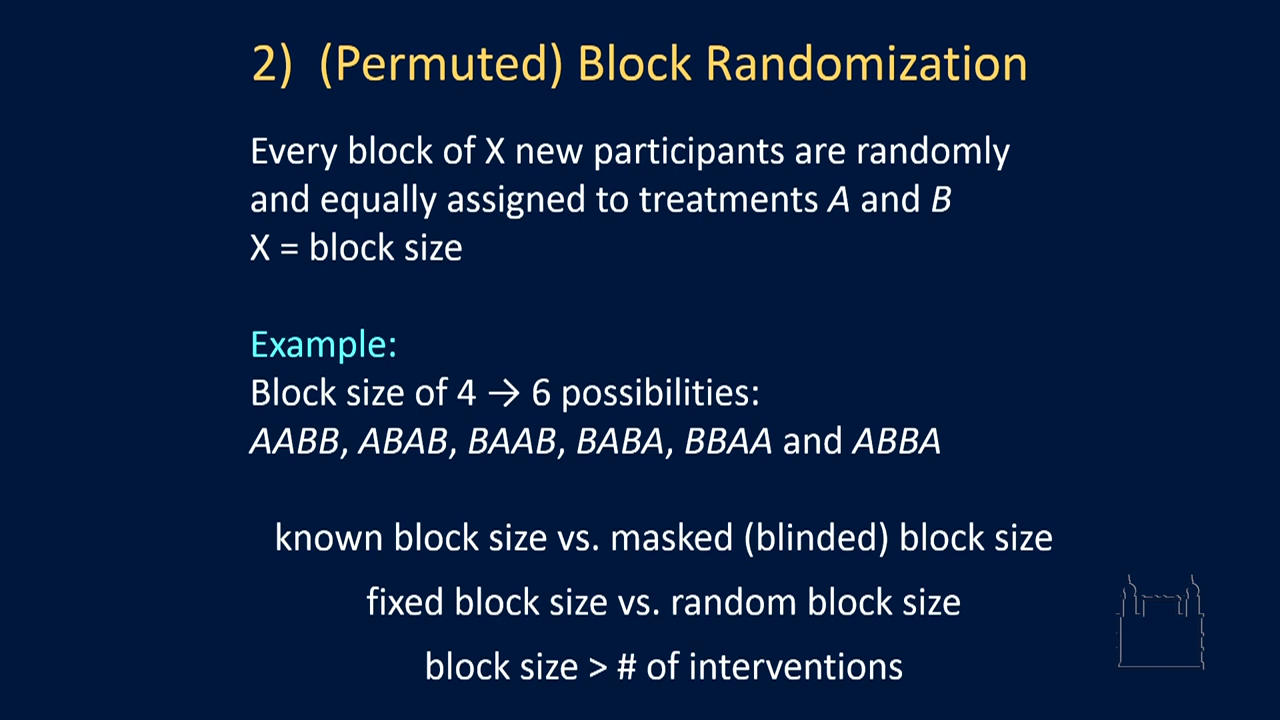 2) (Permuted) Block Randomization
Every block of X new participants are randomly
and equally assigned to treatments A and B
X = block size
Example:
Block size of 4 → 6 possibilities:
AABB, ABAB, BAAB, BABA, BBAA and ABBA
known block size vs. masked (blinded) block size
fixed block size vs. random block size
block size > # of interventions